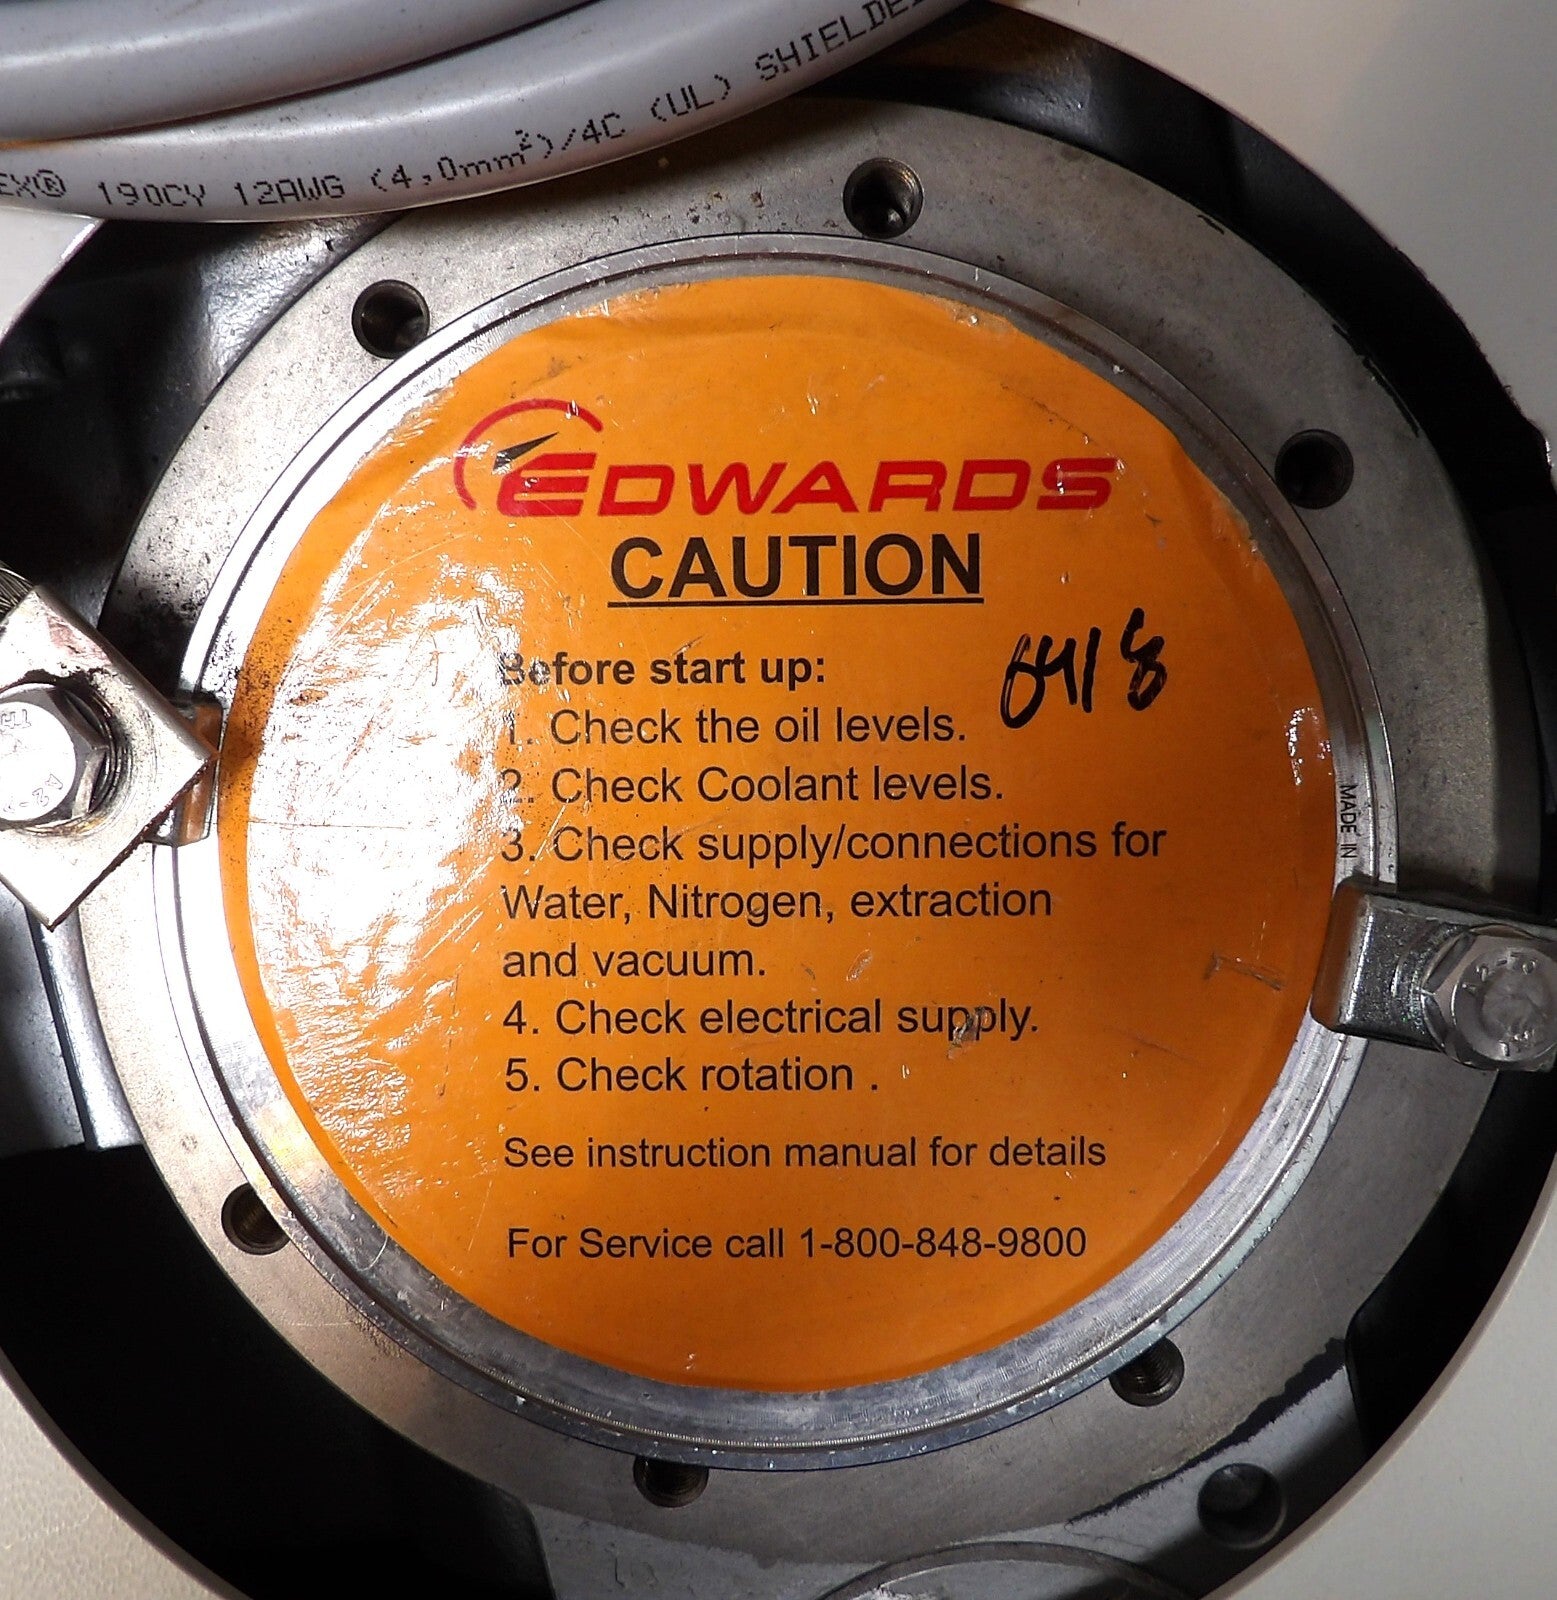 190CY 12AWG (4,0mm²)/4C (UL) SHIELDE
EDWARDS
CAUTION
Before start up:
1. Check the oil levels.
2. Check Coolant levels.
3. Check supply/connections for
Water, Nitrogen, extraction
and vacuum.
4. Check electrical supply.
5. Check rotation .
See instruction manual for details
For Service call 1-800-848-9800
MADE IN